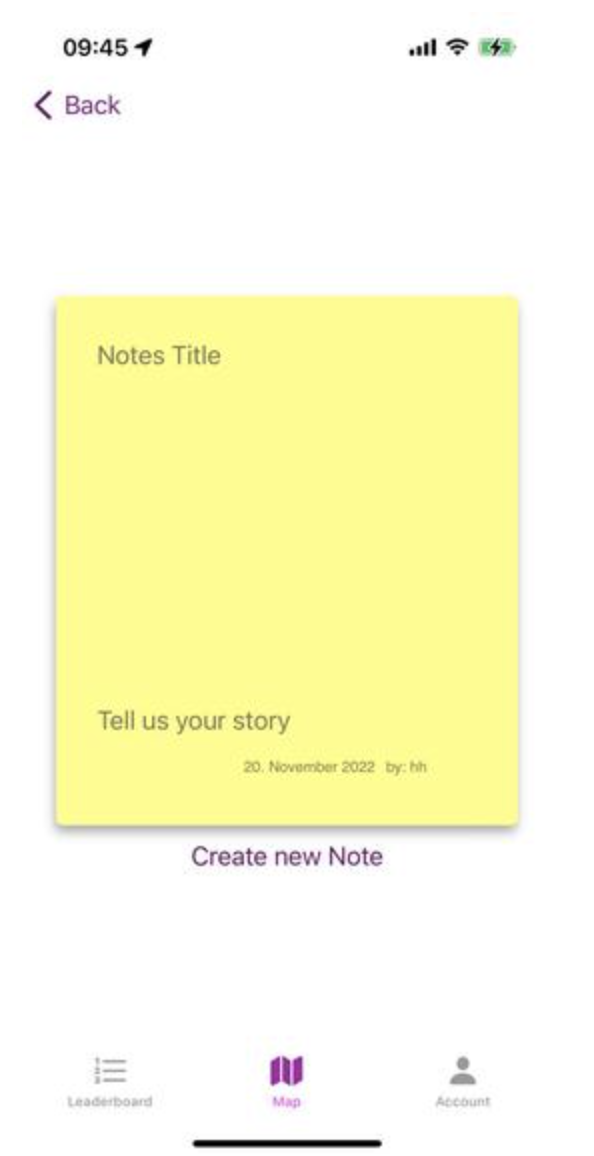 09:45
Back
Notes Title
Tell us your story
20. November 2022 by: hh
Create new Note
Leaderboard
Map
Account